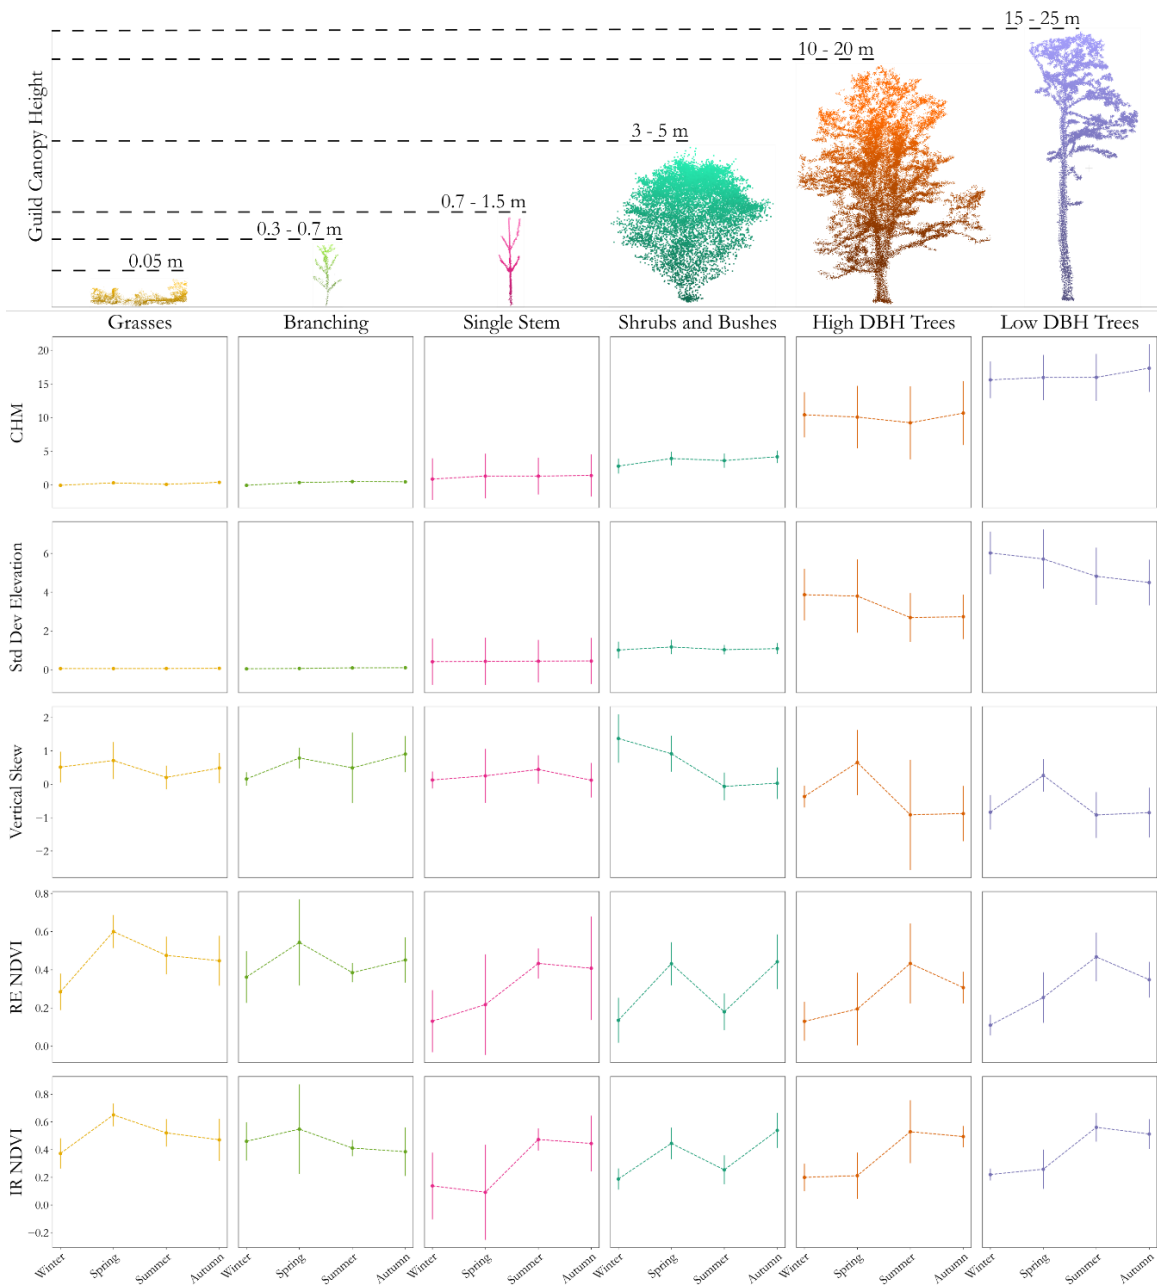 15 - 25 m
10 - 20 m
3 - 5 m
0.7 - 1.5 m
0.3 - 0.7 m
0.05 m
Guild Canopy Height
Grasses Branching Single Stem Shrubs and Bushes High DBH Trees Low DBH Trees
CHM
20
15
10
5
0
Std Dev Elevation
6
4
2
0
Vertical Skew
2
1
0
−1
−2
RE NDVI
0.8
0.6
0.4
0.2
0.0
IR NDVI
0.8
0.6
0.4
0.2
0.0
−0.2
Winter Spring Summer Autumn Winter Spring Summer Autumn Winter Spring Summer Autumn Winter Spring Summer Autumn Winter Spring Summer Autumn Winter Spring Summer Autumn